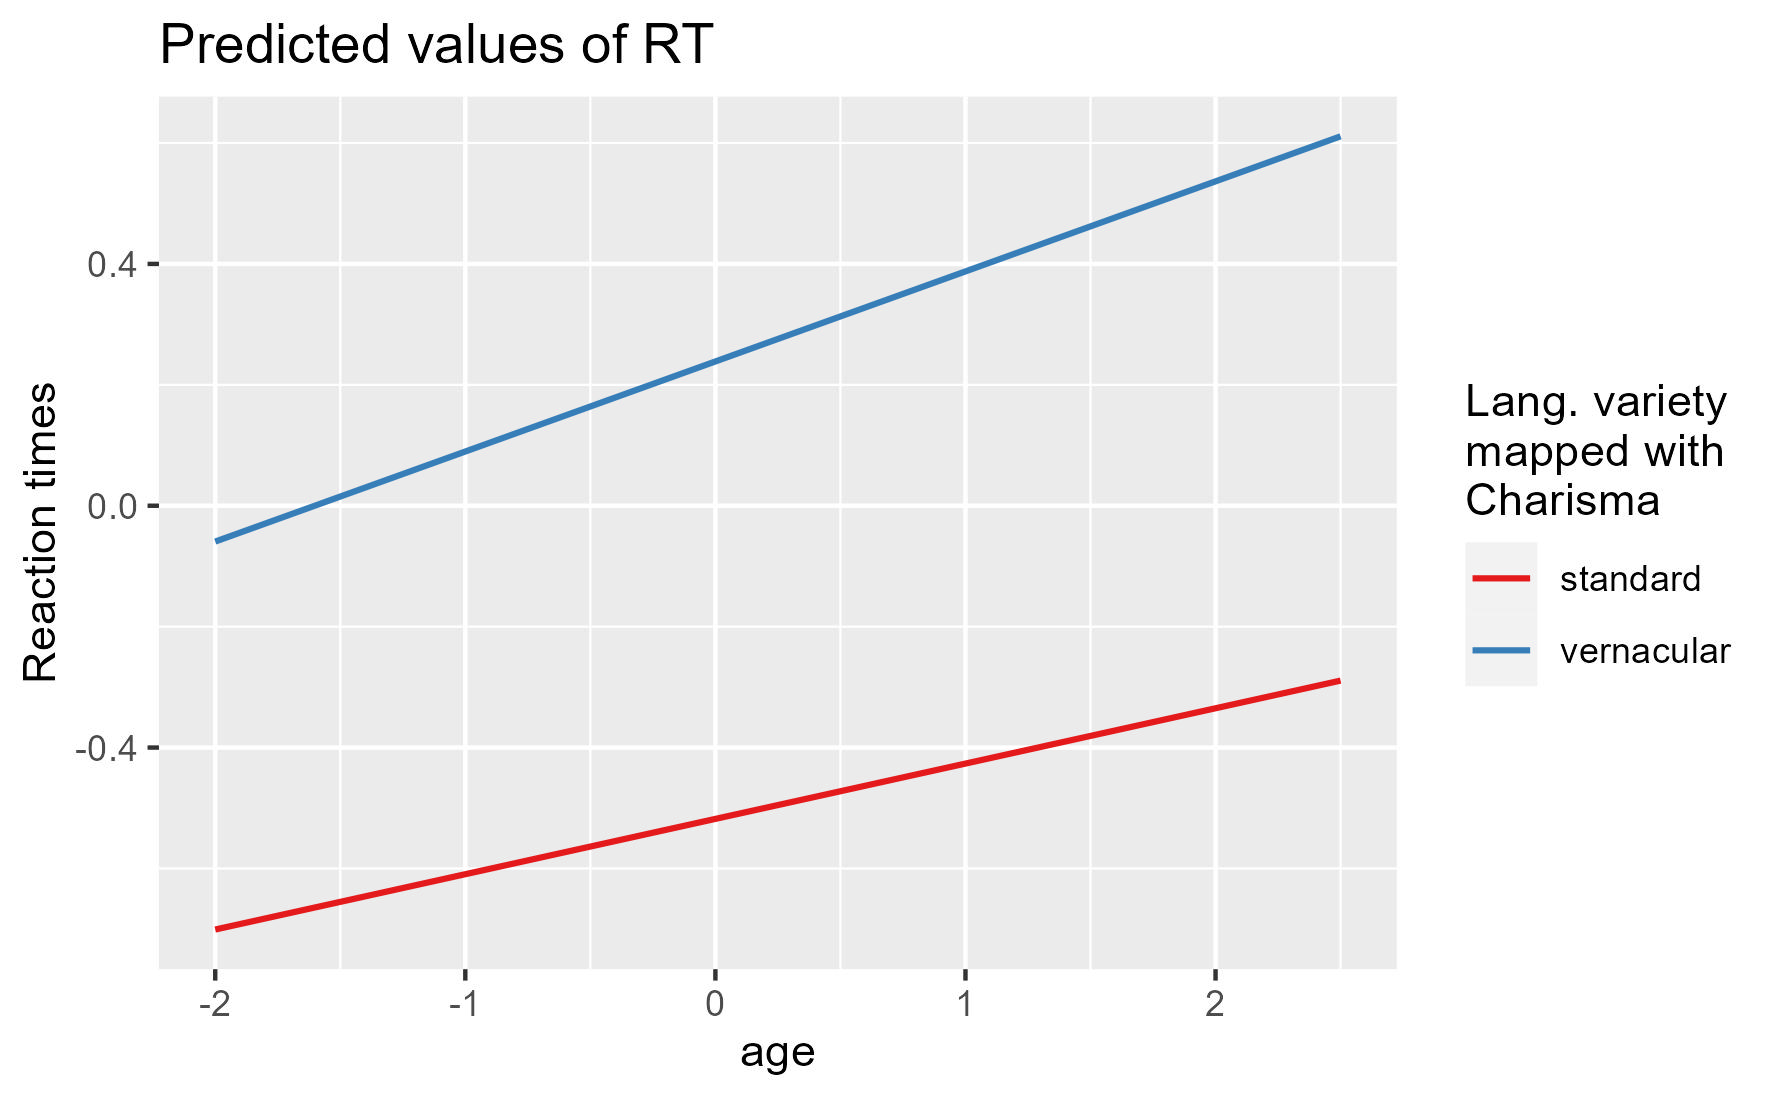 Predicted values of RT
Reaction times
0.4
0.0
-0.4
-2
-1
0
1
2
age
Lang. variety
mapped with
Charisma
standard
vernacular